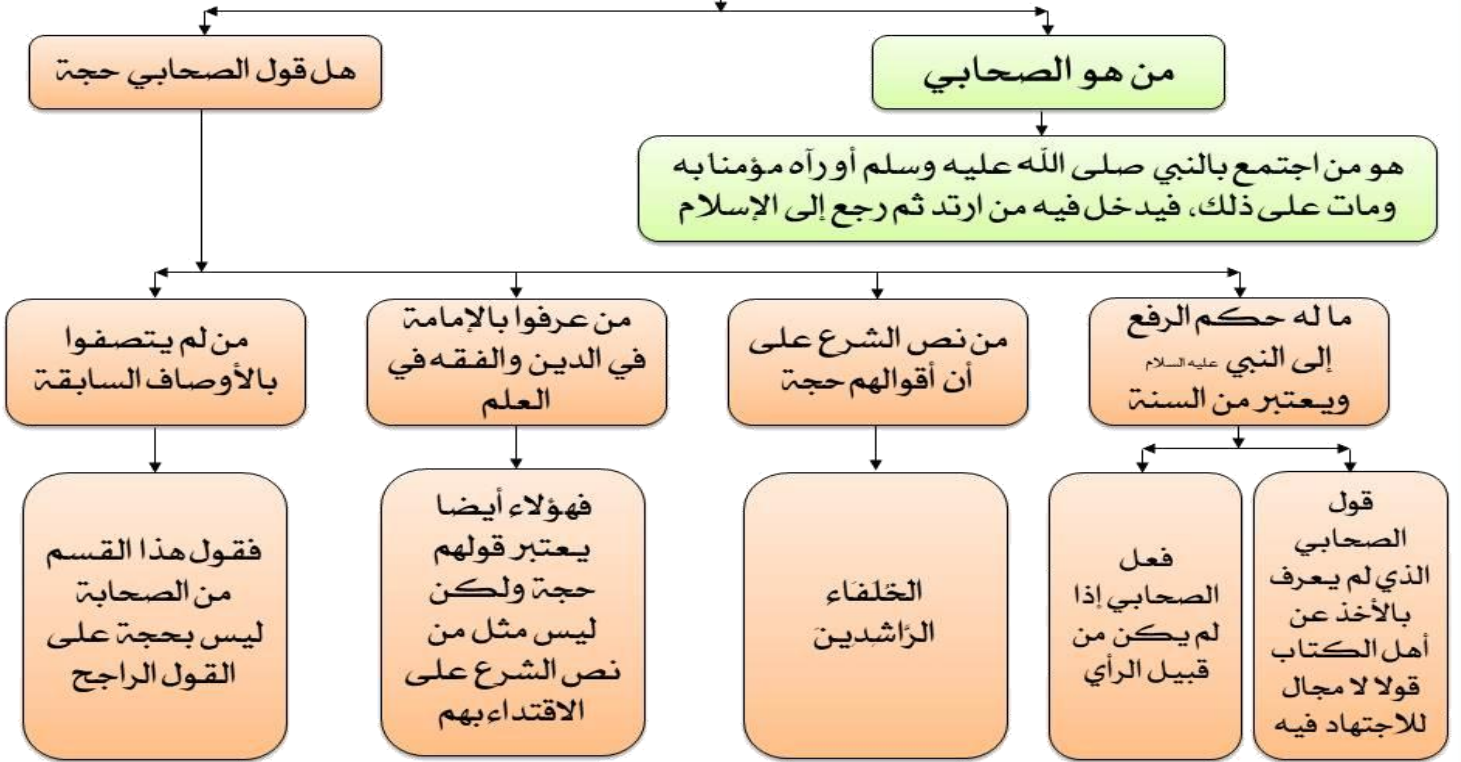 من هو الصحابي
هل قول الصحابي حجة
هو من اجتمع بالنبي صلى الله عليه وسلم أو رآه مؤمنا به
ومات على ذلك، فيدخل فيه من ارتد ثم رجع إلى الإسلام
ما له حكم الرفع
إلى النبي عليه السلام
ويعتبر من السنة
من نص الشرع على
أن أقوالهم حجة
من عرفوا بالإمامة
في الدين والفقه في
العلم
من لم يتصفوا
بالأوصاف السابقة
قول
الصحابي
الذي لم يعرف
بالأخذ عن
أهل الكتاب
قولا لا مجال
للاجتهاد فيه
فعل
الصحابي إذا
لم يكن من
قبيل الرأي
الخلفَاء
الرَّاشِدِينَ
فهؤلاء أيضا
يعتبر قولهم
حجة ولكن
ليس مثل من
نص الشرع على
الاقتداء بهم
فقول هذا القسم
من الصحابة
ليس بحجة على
القول الراجح